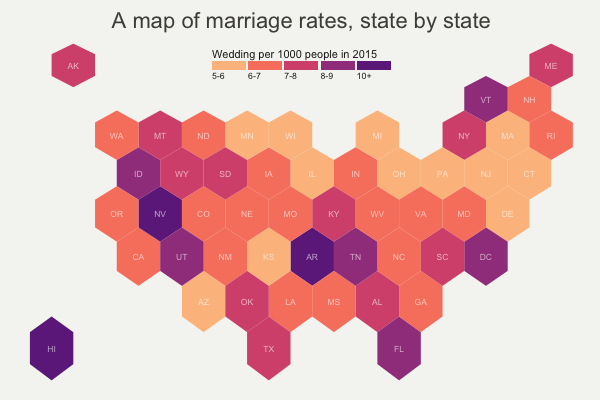 A map of marriage rates, state by state
Wedding per 1000 people in 2015
5-6 6-7 7-8 8-9 10+
AK ME
VT NH
WA MT ND MN WI MI NY MA RI
ID WY SD IA IL IN OH PA NJ CT
OR NV CO NE MO KY WV VA MD DE
CA UT NM KS AR TN NC SC DC
AZ OK LA MS AL GA
HI TX FL